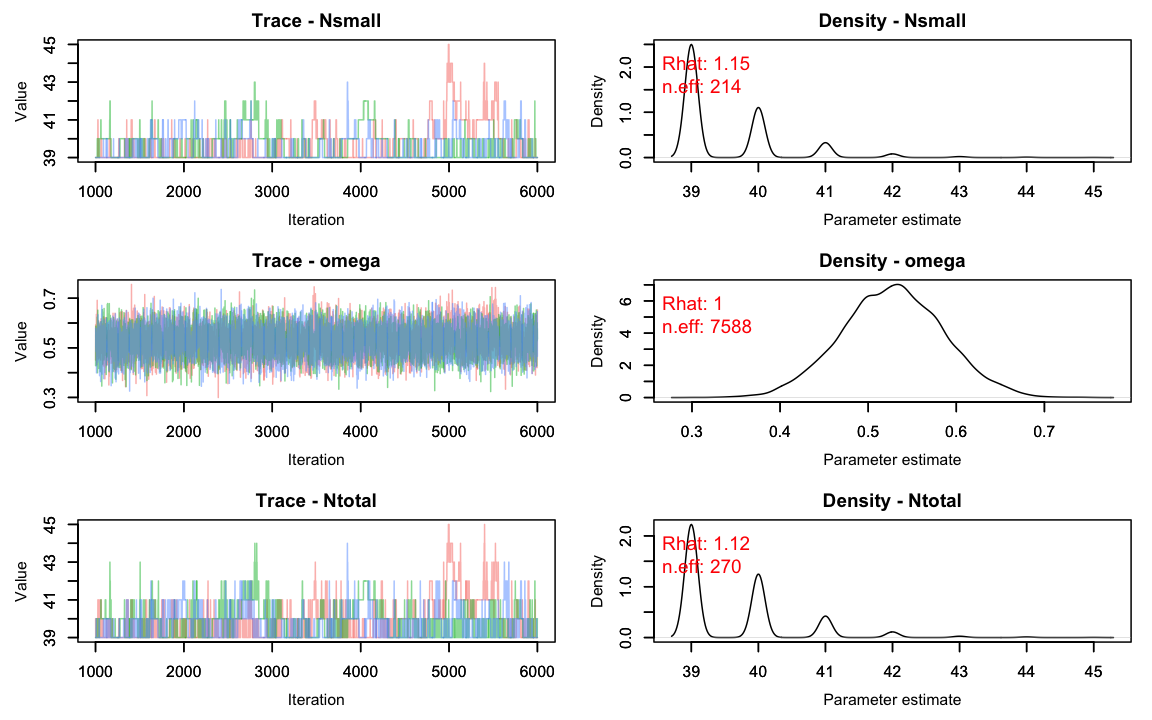 Trace - Nsmall
Value
39 41 43 45
1000 2000 3000 4000 5000 6000
Iteration
Density - Nsmall
Rhat: 1.15
n.eff: 214
Density
0.0 1.0 2.0
39 40 41 42 43 44 45
Parameter estimate
Trace - omega
Value
0.3 0.5 0.7
1000 2000 3000 4000 5000 6000
Iteration
Density - omega
Rhat: 1
n.eff: 7588
Density
0 2 4 6
0.3 0.4 0.5 0.6 0.7
Parameter estimate
Trace - Ntotal
Value
39 41 43 45
1000 2000 3000 4000 5000 6000
Iteration
Density - Ntotal
Rhat: 1.12
n.eff: 270
Density
0.0 1.0 2.0
39 40 41 42 43 44 45
Parameter estimate